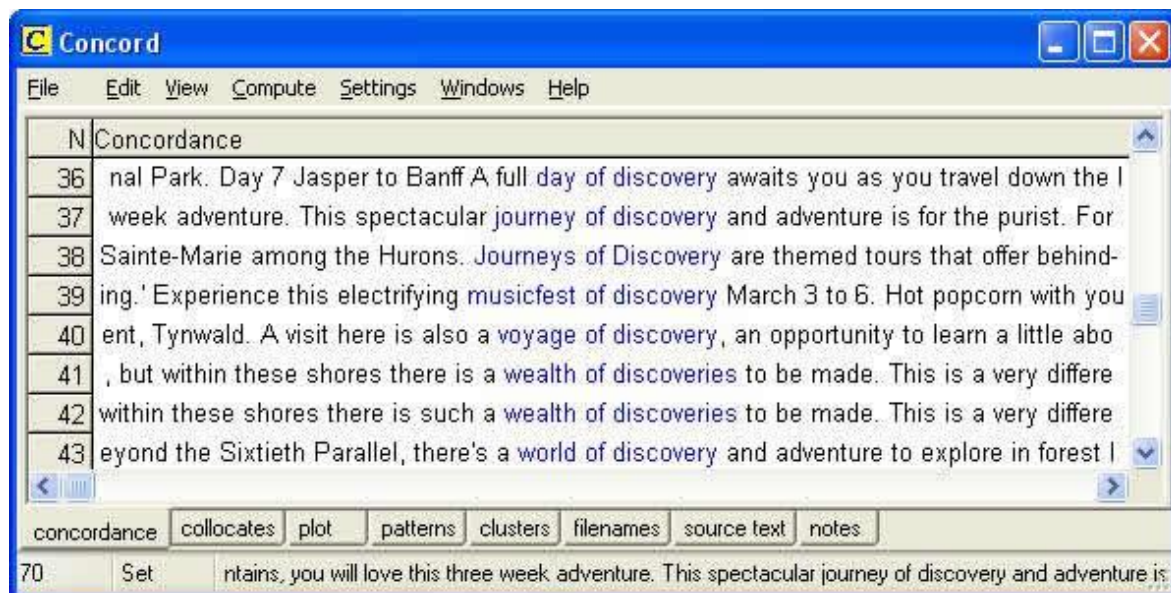 C Concord
File Edit View Compute Settings Windows Help
N Concordance
36 nal Park. Day 7 Jasper to Banff A full day of discovery awaits you as you travel down the I
37 week adventure. This spectacular journey of discovery and adventure is for the purist. For
38 Sainte-Marie among the Hurons. Journeys of Discovery are themed tours that offer behind-
39 ing.' Experience this electrifying musicfest of discovery March 3 to 6. Hot popcorn with you
40 ent, Tynwald. A visit here is also a voyage of discovery, an opportunity to learn a little abo
41 , but within these shores there is a wealth of discoveries to be made. This is a very differe
42 within these shores there is such a wealth of discoveries to be made. This is a very differe
43 eyond the Sixtieth Parallel, there's a world of discovery and adventure to explore in forest l
concordance collocates plot patterns clusters filenames source text notes
70 Set ntains, you will love this three week adventure. This spectacular journey of discovery and adventure is